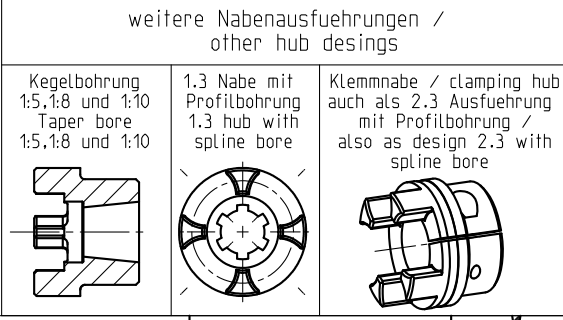 weitere Nabenausfuehrungen /
other hub desings
Kegelbohrung
1:5,1:8 und 1:10
Taper bore
1:5,1:8 und 1:10
1.3 Nabe mit
Profilbohrung
1.3 hub with
spline bore
Klemmnabe / clamping hub
auch als 2.3 Ausfuehrung
mit Profilbohrung /
also as design 2.3 with
spline bore